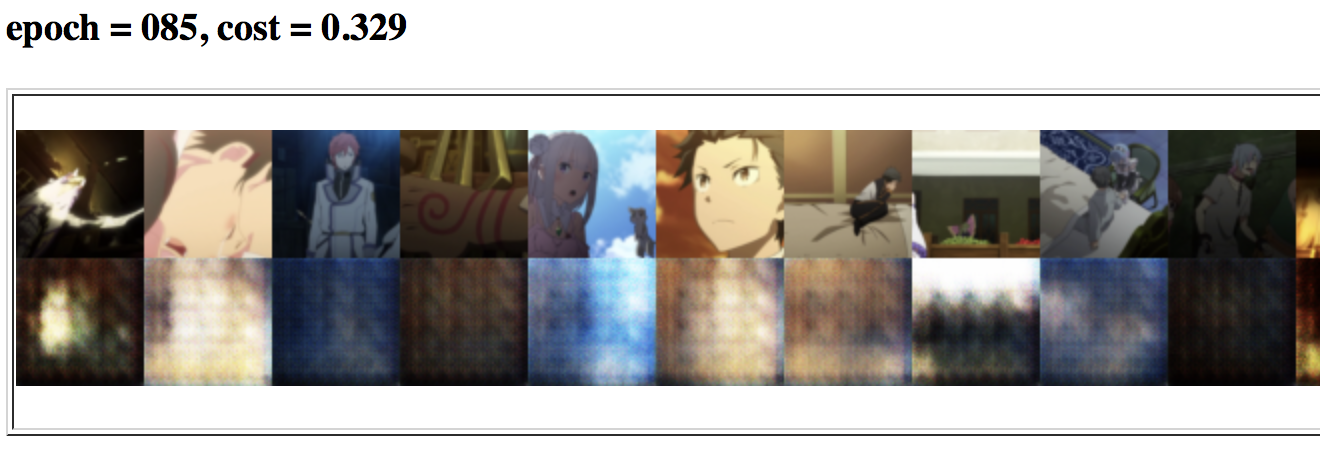 epoch = 085, cost = 0.329